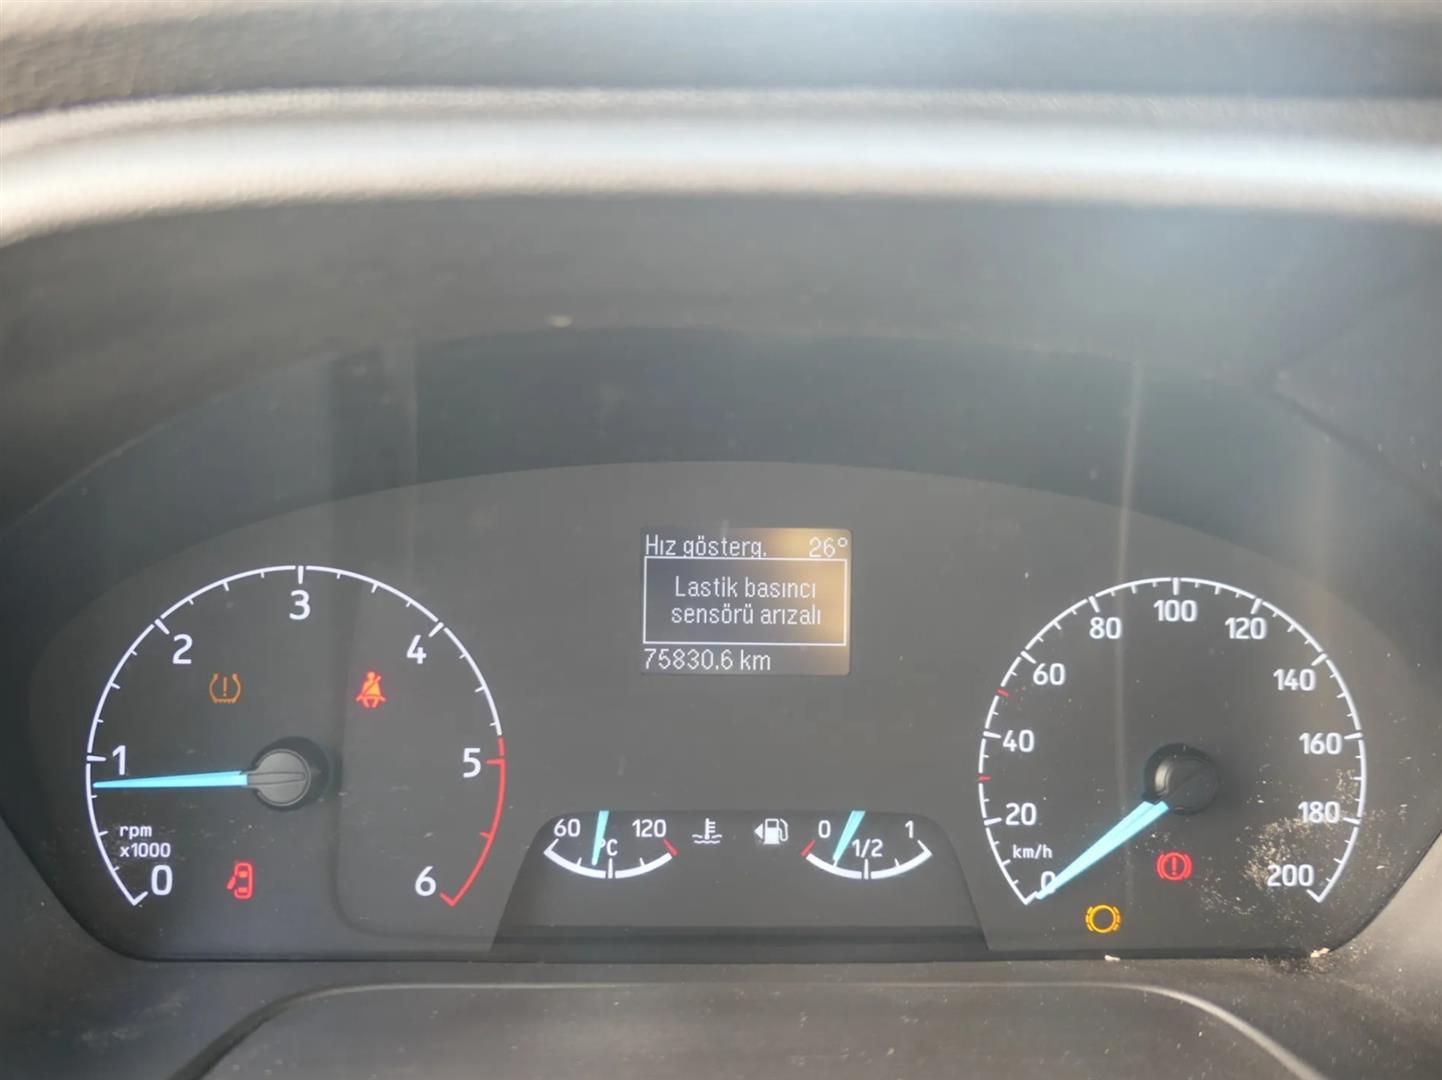 Hız gösterg. 26°
Lastik basıncı
sensörü arızalı
75830.6 km
0 1 2 3 4 5 6
rpm
x1000
60 120
°C
0 1/2 1
0 20 40 60 80 100 120 140 160 180 200
km/h